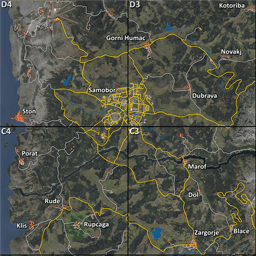 D4
D3
Kotoriba
Gorni Humac
Novakj
Samobor
Dubrava
Ston
C4
C3
Porat
Marof
Rude
Dol
Klis
Rupcaga
Zargorje
Blace